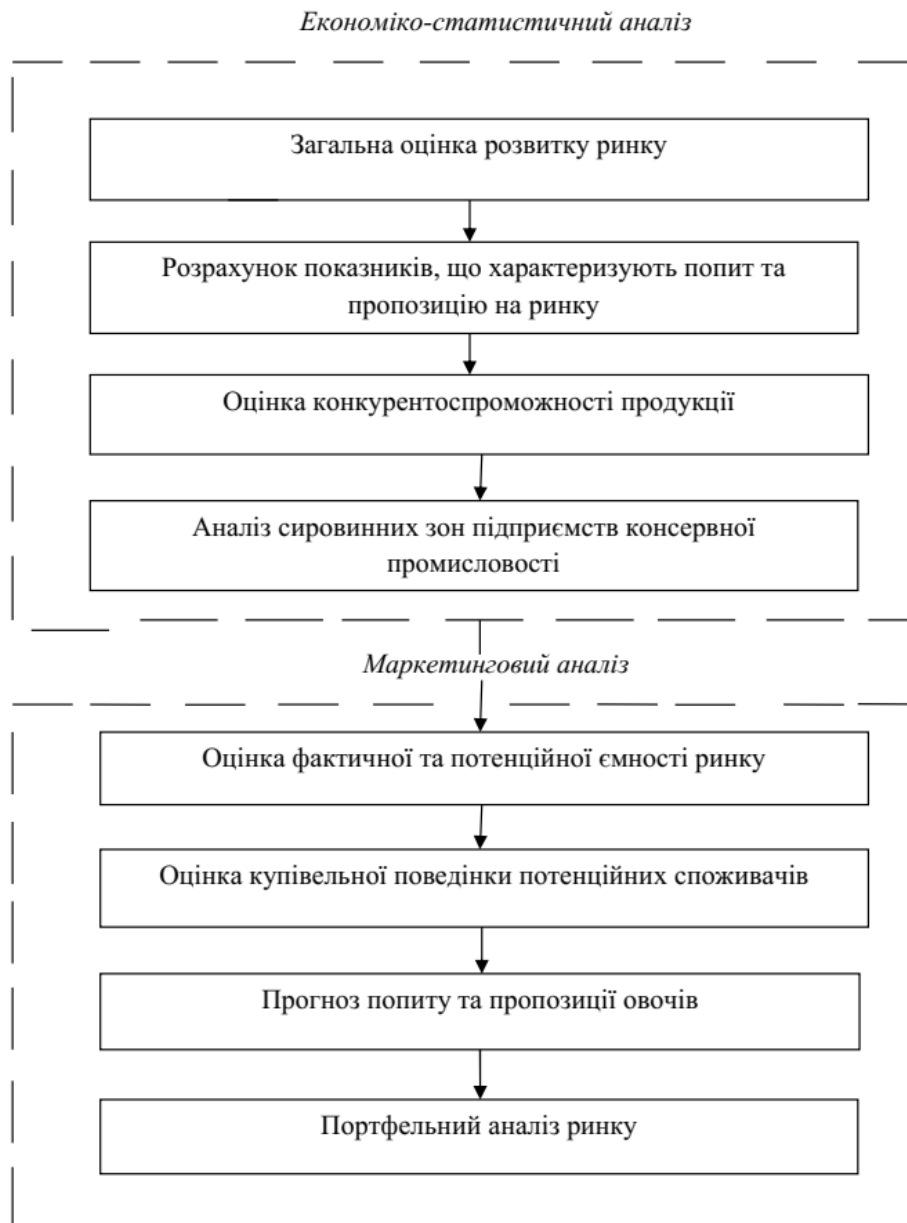 Економіко-статистичний аналіз
Загальна оцінка розвитку ринку
Розрахунок показників, що характеризують попит та
пропозицію на ринку
Оцінка конкурентоспроможності продукції
Аналіз сировинних зон підприємств консервної
промисловості
Маркетинговий аналіз
Оцінка фактичної та потенційної ємності ринку
Оцінка купівельної поведінки потенційних споживачів
Прогноз попиту та пропозиції овочів
Портфельний аналіз ринку